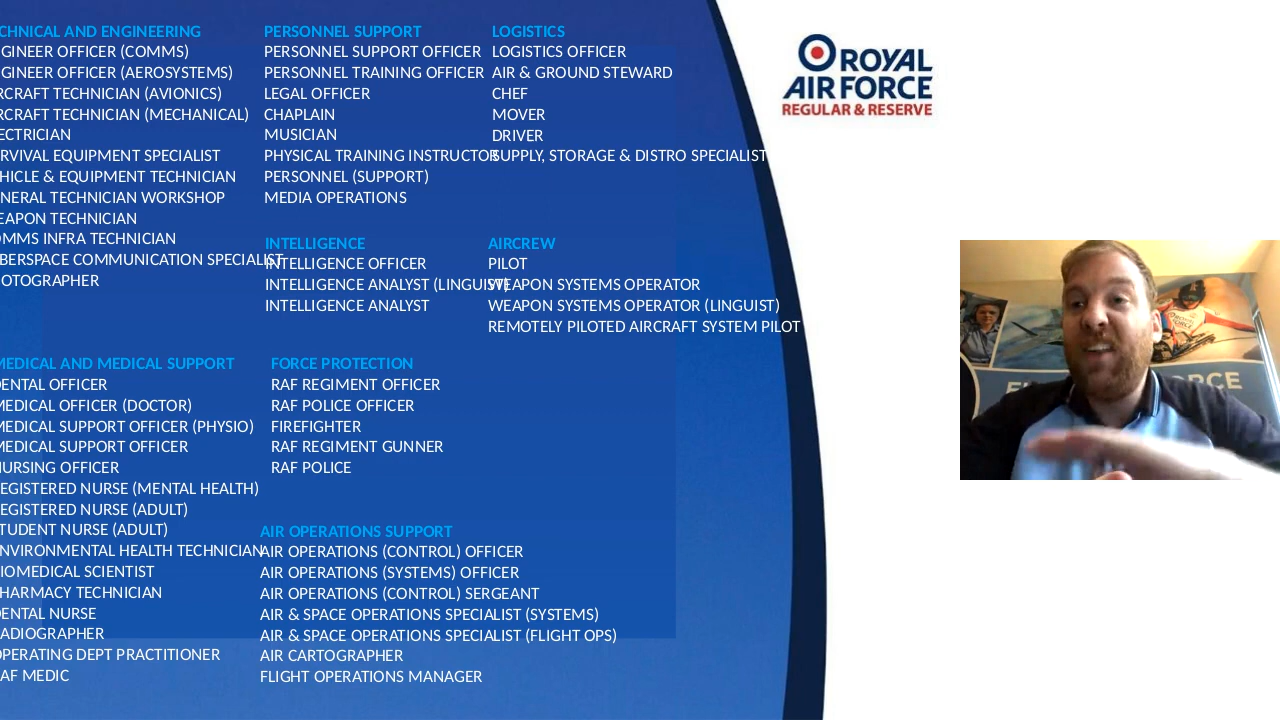 CHNICAL AND ENGINEERING
GINEER OFFICER (COMMS)
GINEER OFFICER (AEROSYSTEMS)
RCRAFT TECHNICIAN (AVIONICS)
RCRAFT TECHNICIAN (MECHANICAL)
ECTRICIAN
RVIVAL EQUIPMENT SPECIALIST
HICLE & EQUIPMENT TECHNICIAN
NERAL TECHNICIAN WORKSHOP
EAPON TECHNICIAN
OMMS INFRA TECHNICIAN
BERSPACE COMMUNICATION SPECIALIST
OTOGRAPHER
PERSONNEL SUPPORT
PERSONNEL SUPPORT OFFICER
PERSONNEL TRAINING OFFICER
LEGAL OFFICER
CHAPLAIN
MUSICIAN
PHYSICAL TRAINING INSTRUCTOR
PERSONNEL (SUPPORT)
MEDIA OPERATIONS
LOGISTICS
LOGISTICS OFFICER
AIR & GROUND STEWARD
CHEF
MOVER
DRIVER
SUPPLY, STORAGE & DISTRO SPECIALIST
INTELLIGENCE
INTELLIGENCE OFFICER
INTELLIGENCE ANALYST (LINGUIST)
INTELLIGENCE ANALYST
AIRCREW
PILOT
WEAPON SYSTEMS OPERATOR
WEAPON SYSTEMS OPERATOR (LINGUIST)
REMOTELY PILOTED AIRCRAFT SYSTEM PILOT
MEDICAL AND MEDICAL SUPPORT
DENTAL OFFICER
MEDICAL OFFICER (DOCTOR)
MEDICAL SUPPORT OFFICER (PHYSIO)
MEDICAL SUPPORT OFFICER
NURSING OFFICER
EGISTERED NURSE (MENTAL HEALTH)
EGISTERED NURSE (ADULT)
TUDENT NURSE (ADULT)
NVIRONMENTAL HEALTH TECHNICIAN
IOMEDICAL SCIENTIST
HARMACY TECHNICIAN
DENTAL NURSE
ADIOGRAPHER
OPERATING DEPT PRACTITIONER
AF MEDIC
FORCE PROTECTION
RAF REGIMENT OFFICER
RAF POLICE OFFICER
FIREFIGHTER
RAF REGIMENT GUNNER
RAF POLICE
AIR OPERATIONS SUPPORT
AIR OPERATIONS (CONTROL) OFFICER
AIR OPERATIONS (SYSTEMS) OFFICER
AIR OPERATIONS (CONTROL) SERGEANT
AIR & SPACE OPERATIONS SPECIALIST (SYSTEMS)
AIR & SPACE OPERATIONS SPECIALIST (FLIGHT OPS)
AIR CARTOGRAPHER
FLIGHT OPERATIONS MANAGER
ROYAL
AIR FORCE
REGULAR & RESERVE